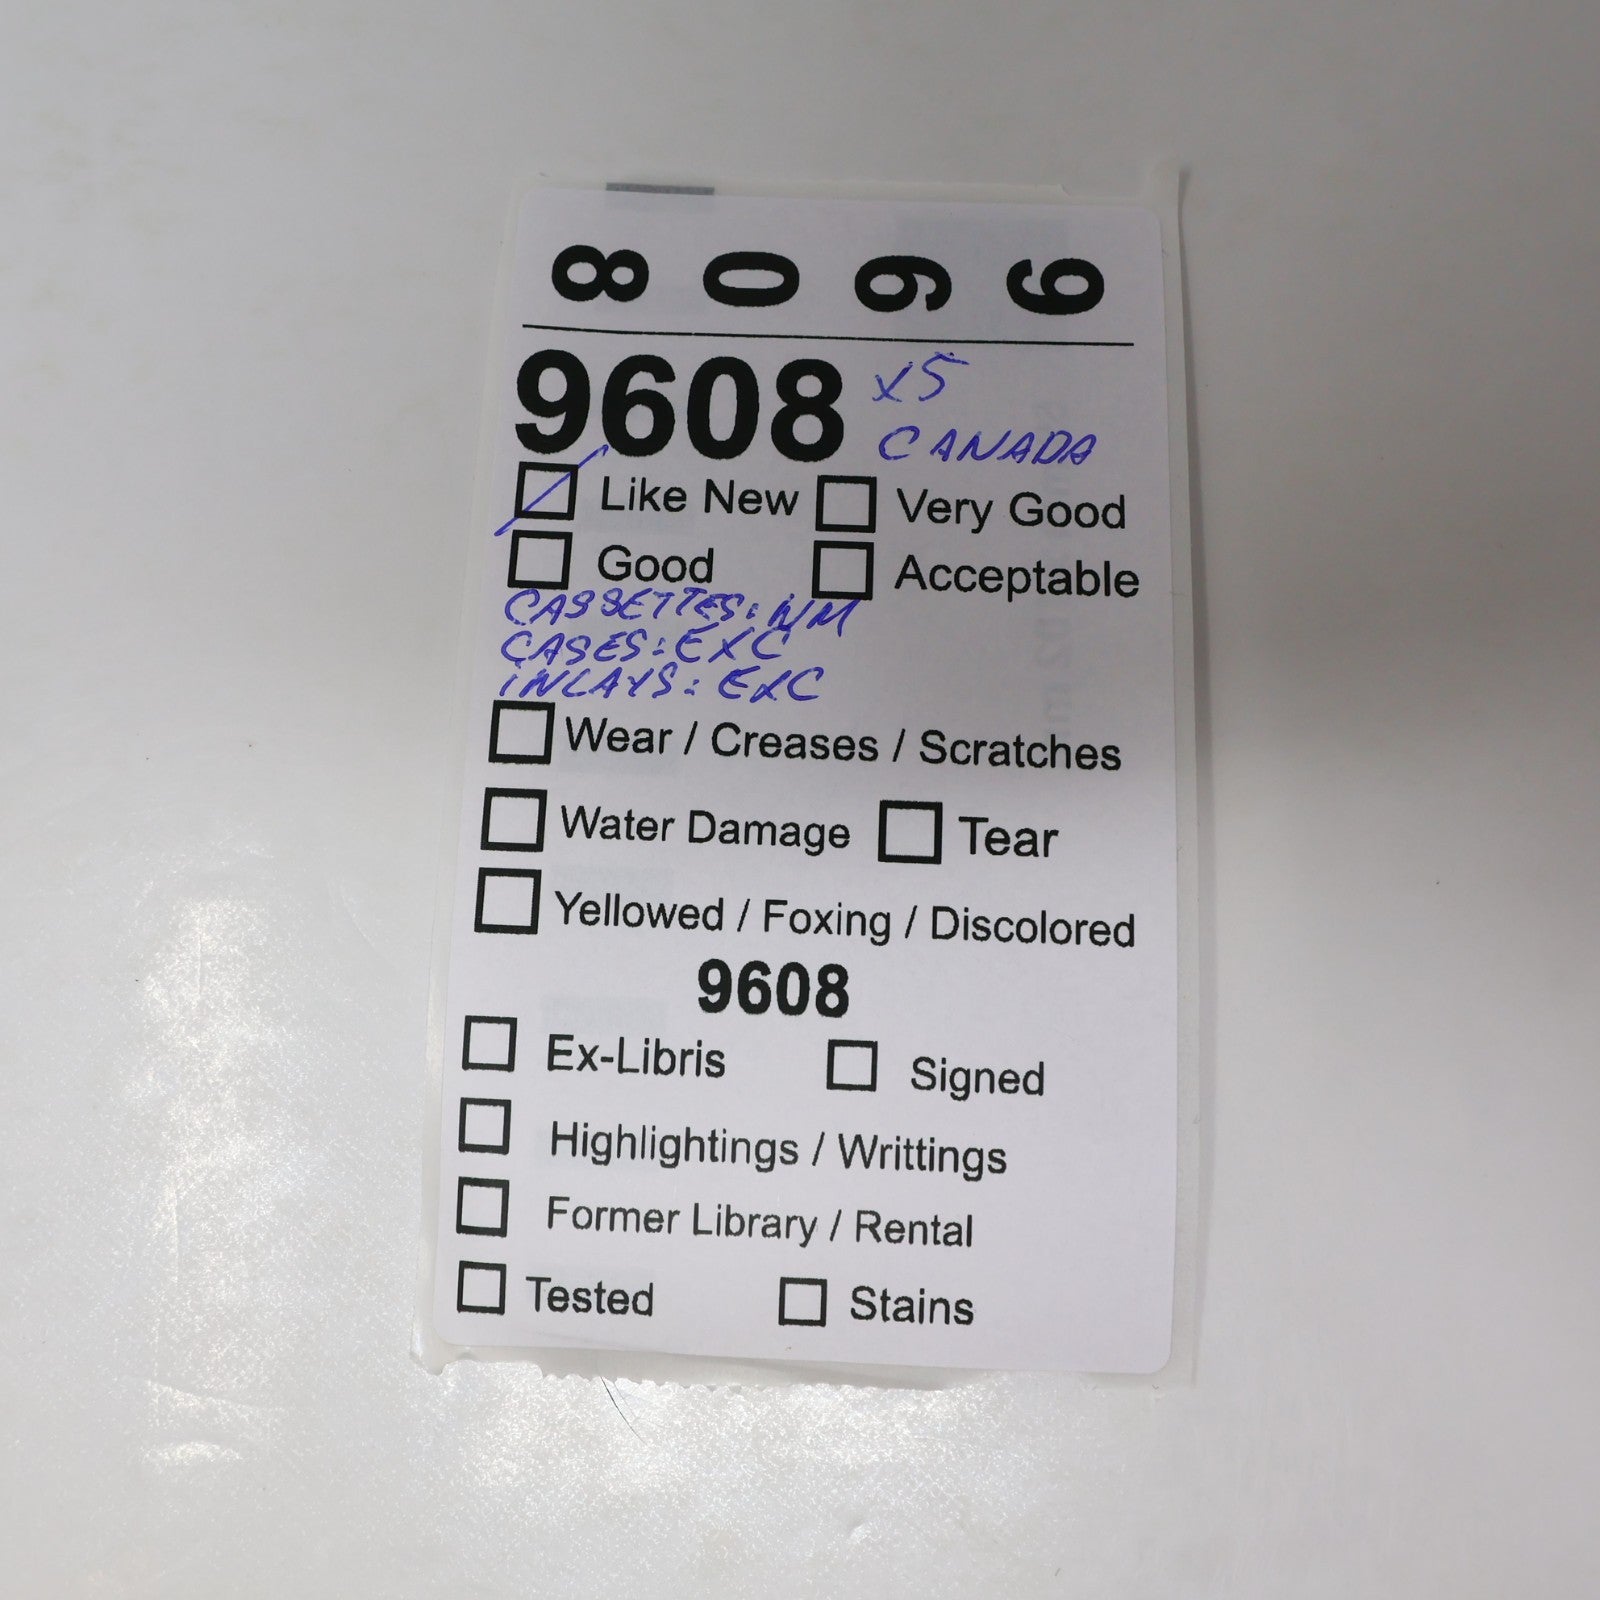 9608
9608 x5
CANADA
Like New Very Good
Good Acceptable
CASSETTES: NM
CASES: EXC
INLAYS: EXC
Wear / Creases / Scratches
Water Damage Tear
Yellowed / Foxing / Discolored
9608
Ex-Libris Signed
Highlightings / Writtings
Former Library / Rental
Tested Stains